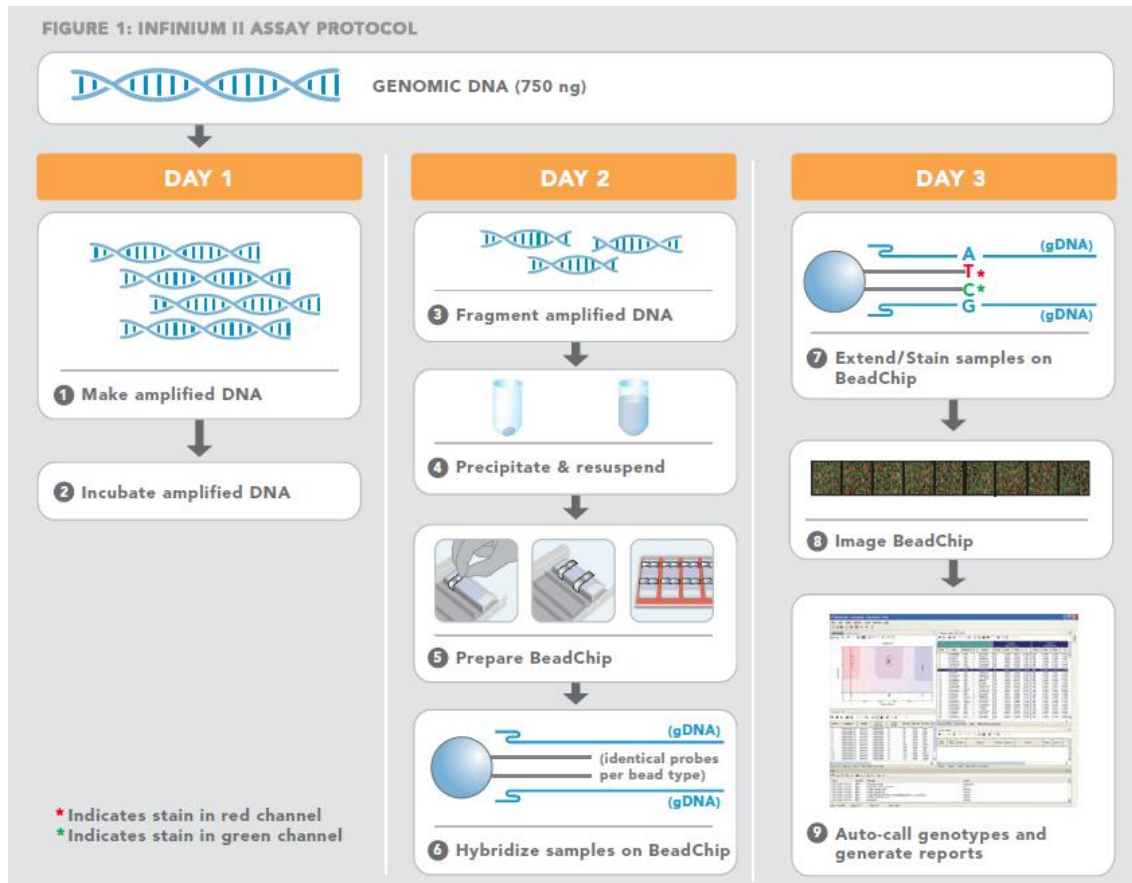 FIGURE 1: INFINIUM II ASSAY PROTOCOL
GENOMIC DNA (750 ng)
DAY 1
1 Make amplified DNA
2 Incubate amplified DNA
* Indicates stain in red channel
* Indicates stain in green channel
DAY 2
3 Fragment amplified DNA
4 Precipitate & resuspend
5 Prepare BeadChip
(gDNA)
(identical probes
per bead type)
(gDNA)
6 Hybridize samples on BeadChip
DAY 3
A (gDNA)
T*
C*
G (gDNA)
7 Extend/Stain samples on
BeadChip
8 Image BeadChip
9 Auto-call genotypes and
generate reports